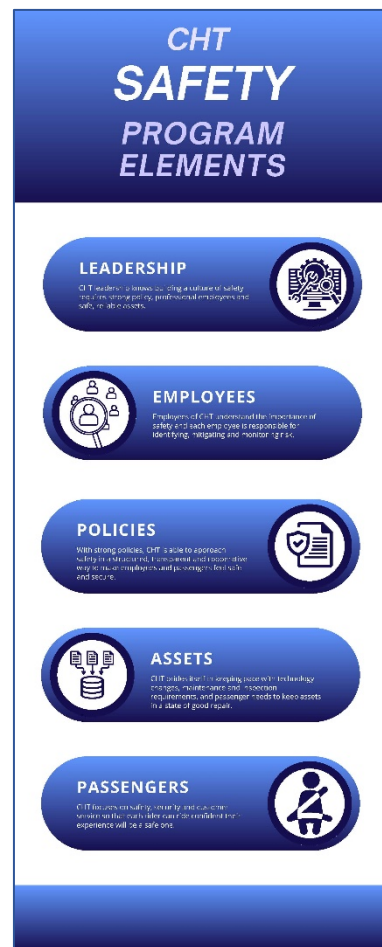 CHT
SAFETY
PROGRAM
ELEMENTS
LEADERSHIP
CHT leadership knows building a culture of safety
requires strong policy, professional employees and
safe, reliable assets.
EMPLOYEES
Employees of CHT understand the importance of
safety and each employee is responsible for
identifying, mitigating and monitoring risk.
POLICIES
With strong policies, CHT is able to approach
safety in a structured, transparent and cooperative
way to make employees and passengers feel safe
and secure.
ASSETS
CHT prides itself in keeping pace with technology
changes, maintenance and inspection
requirements, and passenger needs to keep assets
in a state of good repair.
PASSENGERS
CHT focuses on safety, security and customer
service so that each rider can ride confident their
experience will be a safe one.